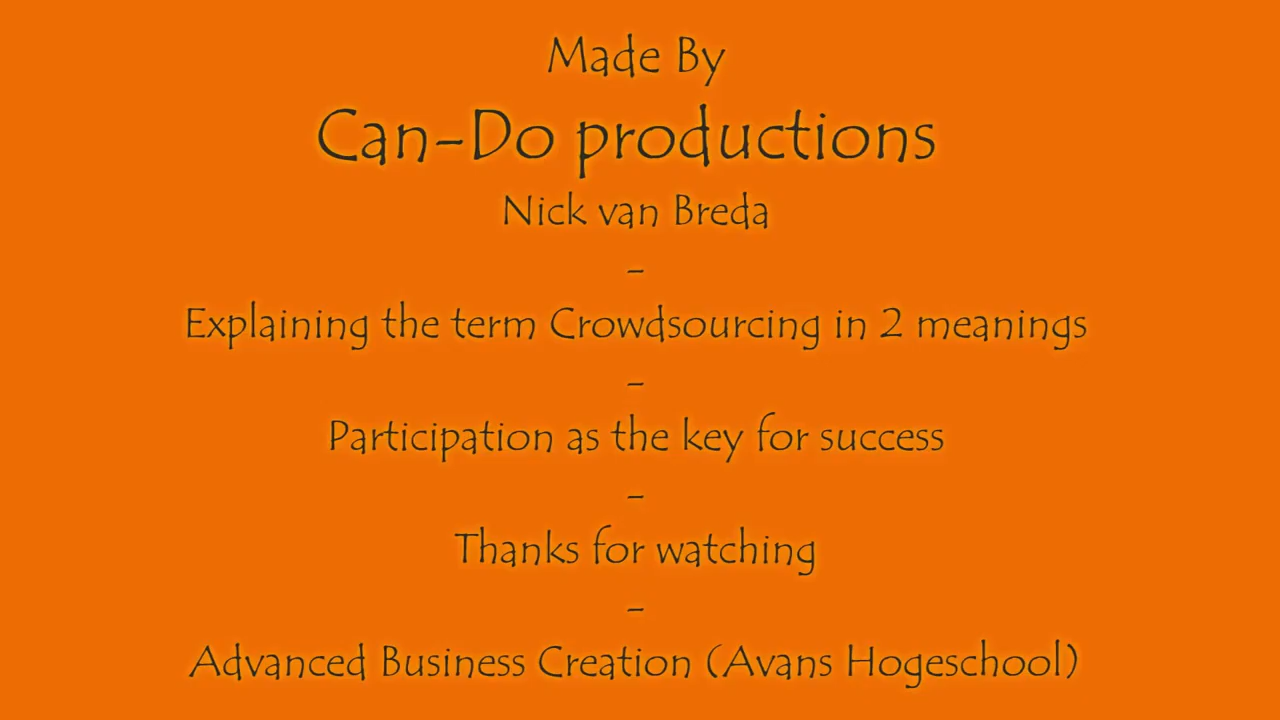 Made By
Can-Do productions
Nick van Breda
-
Explaining the term Crowdsourcing in 2 meanings
-
Participation as the key for success
-
Thanks for watching
-
Advanced Business Creation (Avans Hogeschool)